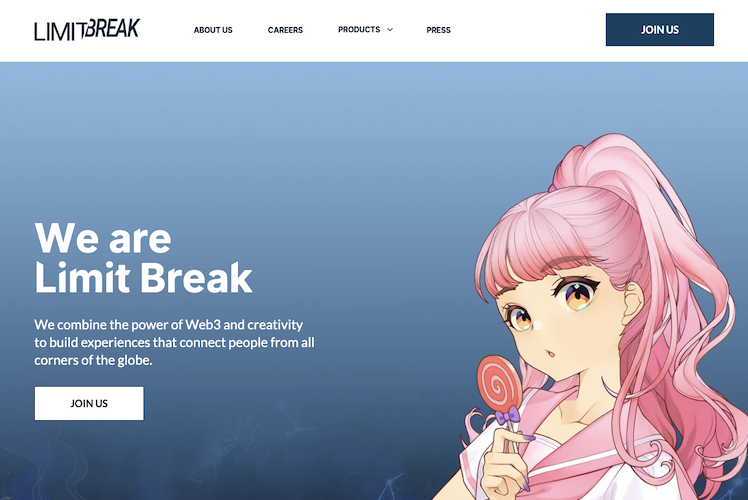 LIMITBREAK
ABOUT US
CAREERS
PRODUCTS
PRESS
JOIN US
We are
Limit Break
We combine the power of Web3 and creativity
to build experiences that connect people from all
corners of the globe.
JOIN US